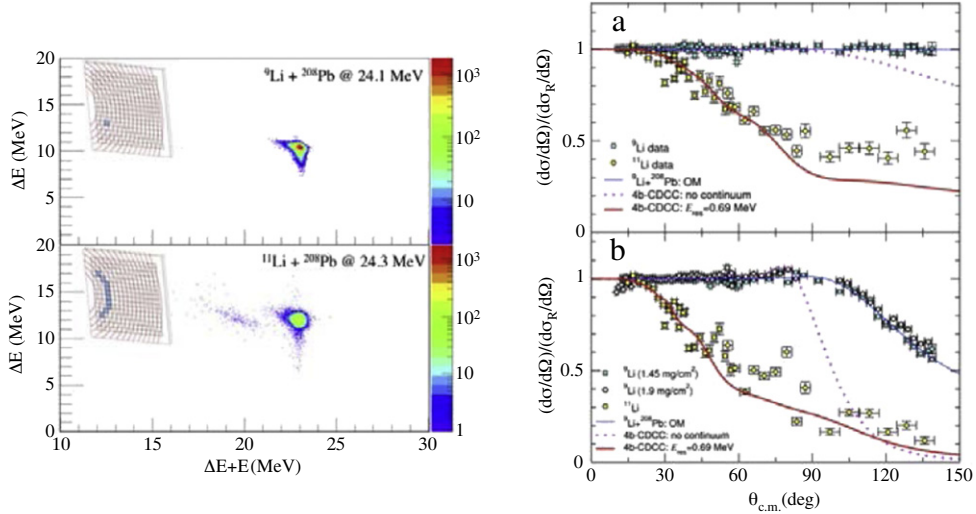 20
15
10
5
ΔE (MeV)
⁹Li + ²⁰⁸Pb @ 24.1 MeV
10³
10²
10
20
15
10
5
0
ΔE (MeV)
¹¹Li + ²⁰⁸Pb @ 24.3 MeV
10³
10²
10
1
10 15 20 25 30
ΔE+E(MeV)
a
1
0.5
0
(dσ/dΩ)/(dσR/dΩ)
⁹Li data
¹¹Li data
⁹Li+²⁰⁸Pb: OM
4b-CDCC: no continuum
4b-CDCC: Eres=0.69 MeV
b
1
0.5
0
(dσ/dΩ)/(dσR/dΩ)
⁹Li (1.45 mg/cm²)
⁹Li (1.9 mg/cm²)
¹¹Li
⁹Li+²⁰⁸Pb: OM
4b-CDCC: no continuum
4b-CDCC: Eres=0.69 MeV
0 30 60 90 120 150
θc.m.(deg)